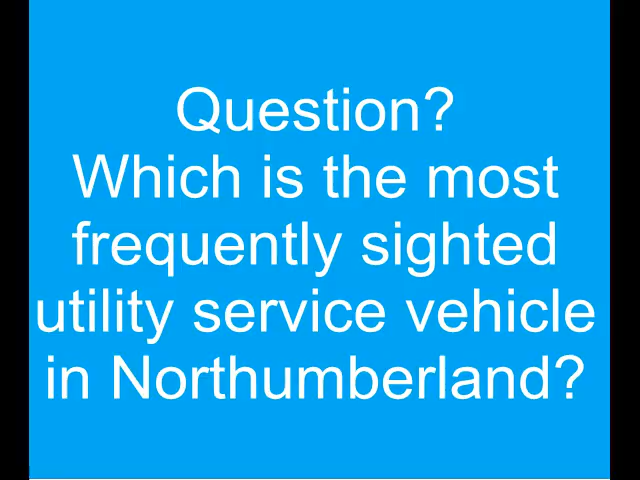 Question?
Which is the most
frequently sighted
utility service vehicle
in Northumberland?